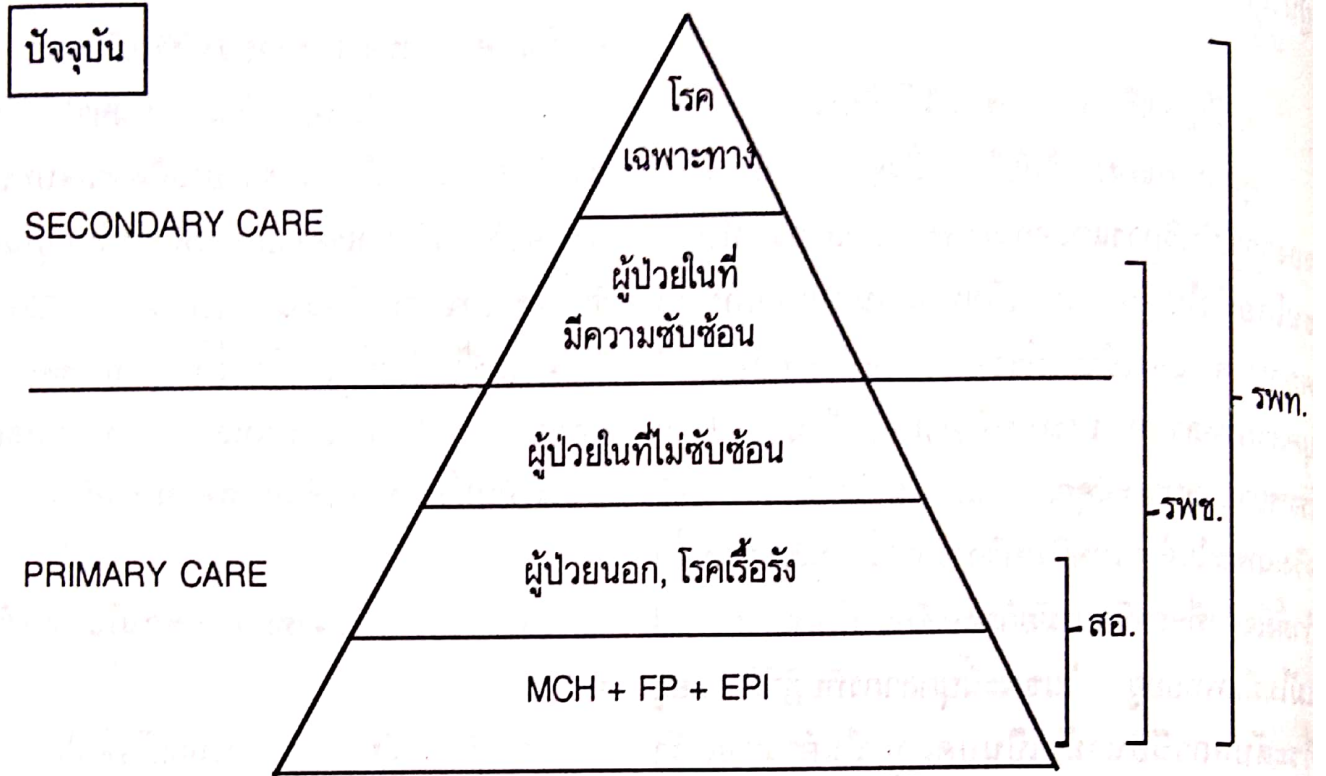 ปัจจุบัน
โรค
เฉพาะทาง
SECONDARY CARE
ผู้ป่วยในที่
มีความซับซ้อน
รพท.
ผู้ป่วยในที่ไม่ซับซ้อน
รพช.
PRIMARY CARE
ผู้ป่วยนอก, โรคเรื้อรัง
สอ.
MCH + FP + EPI